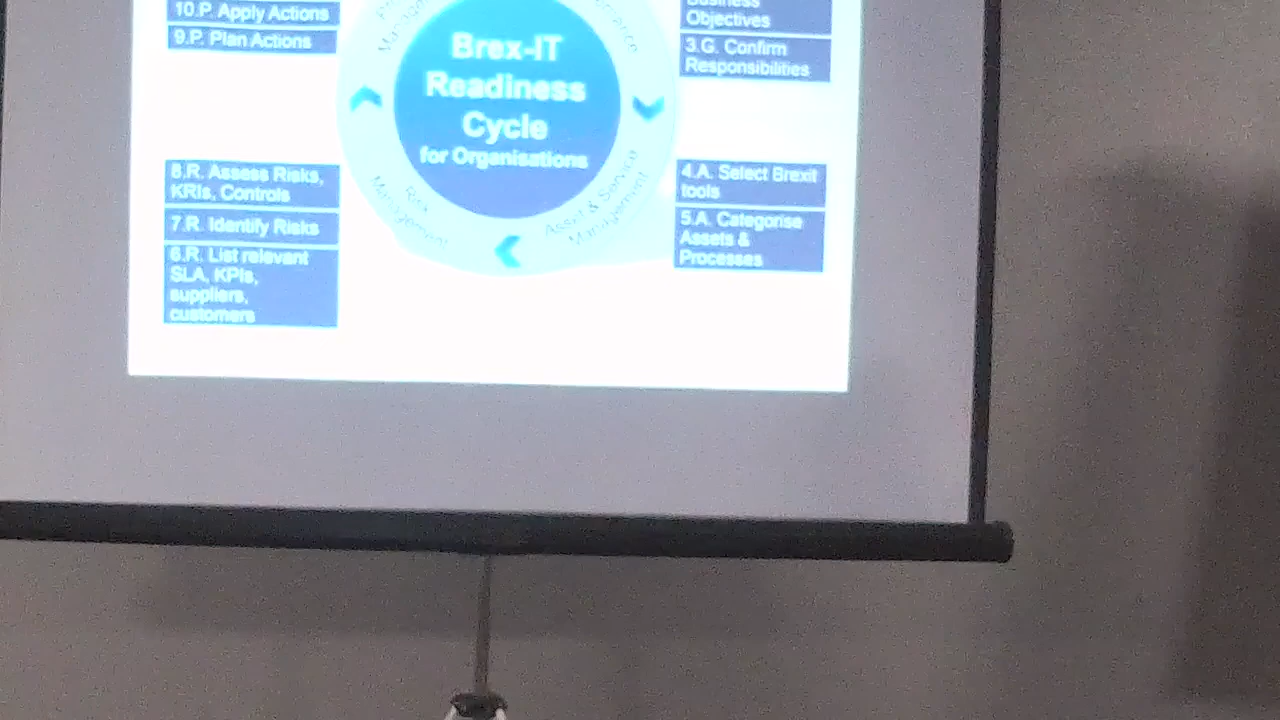 10.P. Apply Actions
9.P. Plan Actions
Brex-IT
Readiness
Cycle
for Organisations
Business
Objectives
3.G. Confirm
Responsibilities
8.R. Assess Risks,
KRIs, Controls
7.R. Identify Risks
6.R. List relevant
SLA, KPIs,
suppliers,
customers
Risk
Management
Asset & Service
Management
4.A. Select Brexit
tools
5.A. Categorise
Assets &
Processes